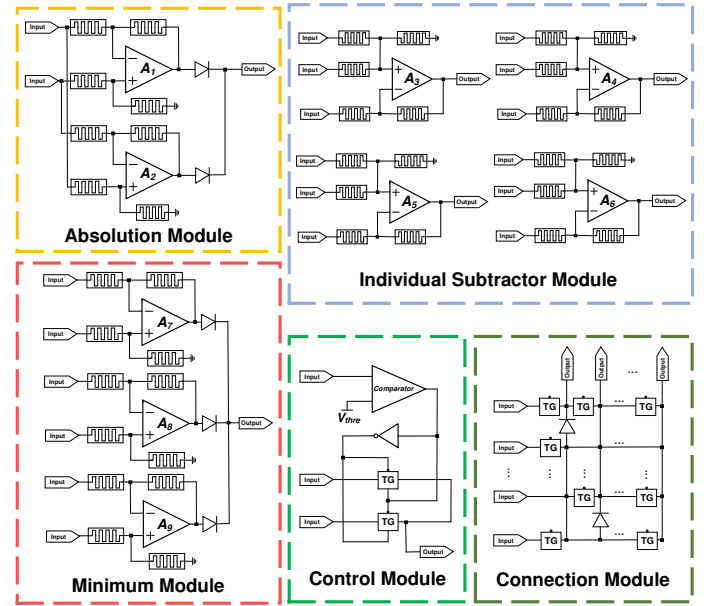 Input
A1
Output
Input
A2
Absolution Module
Input
Input
A3
Output
Input
Input
Input
A4
Output
Input
Input
Input
A5
Output
Input
Input
Input
A6
Output
Input
Individual Subtractor Module
Input
A7
Input
Input
A8
Output
Input
Input
A9
Input
Minimum Module
Input
Comparator
Vthre
Input
TG
Input
TG
Output
Control Module
Output
Output
...
Output
Input
TG
TG
...
TG
Input
TG
...
Input
...
TG
TG
Input
TG
...
TG
Connection Module